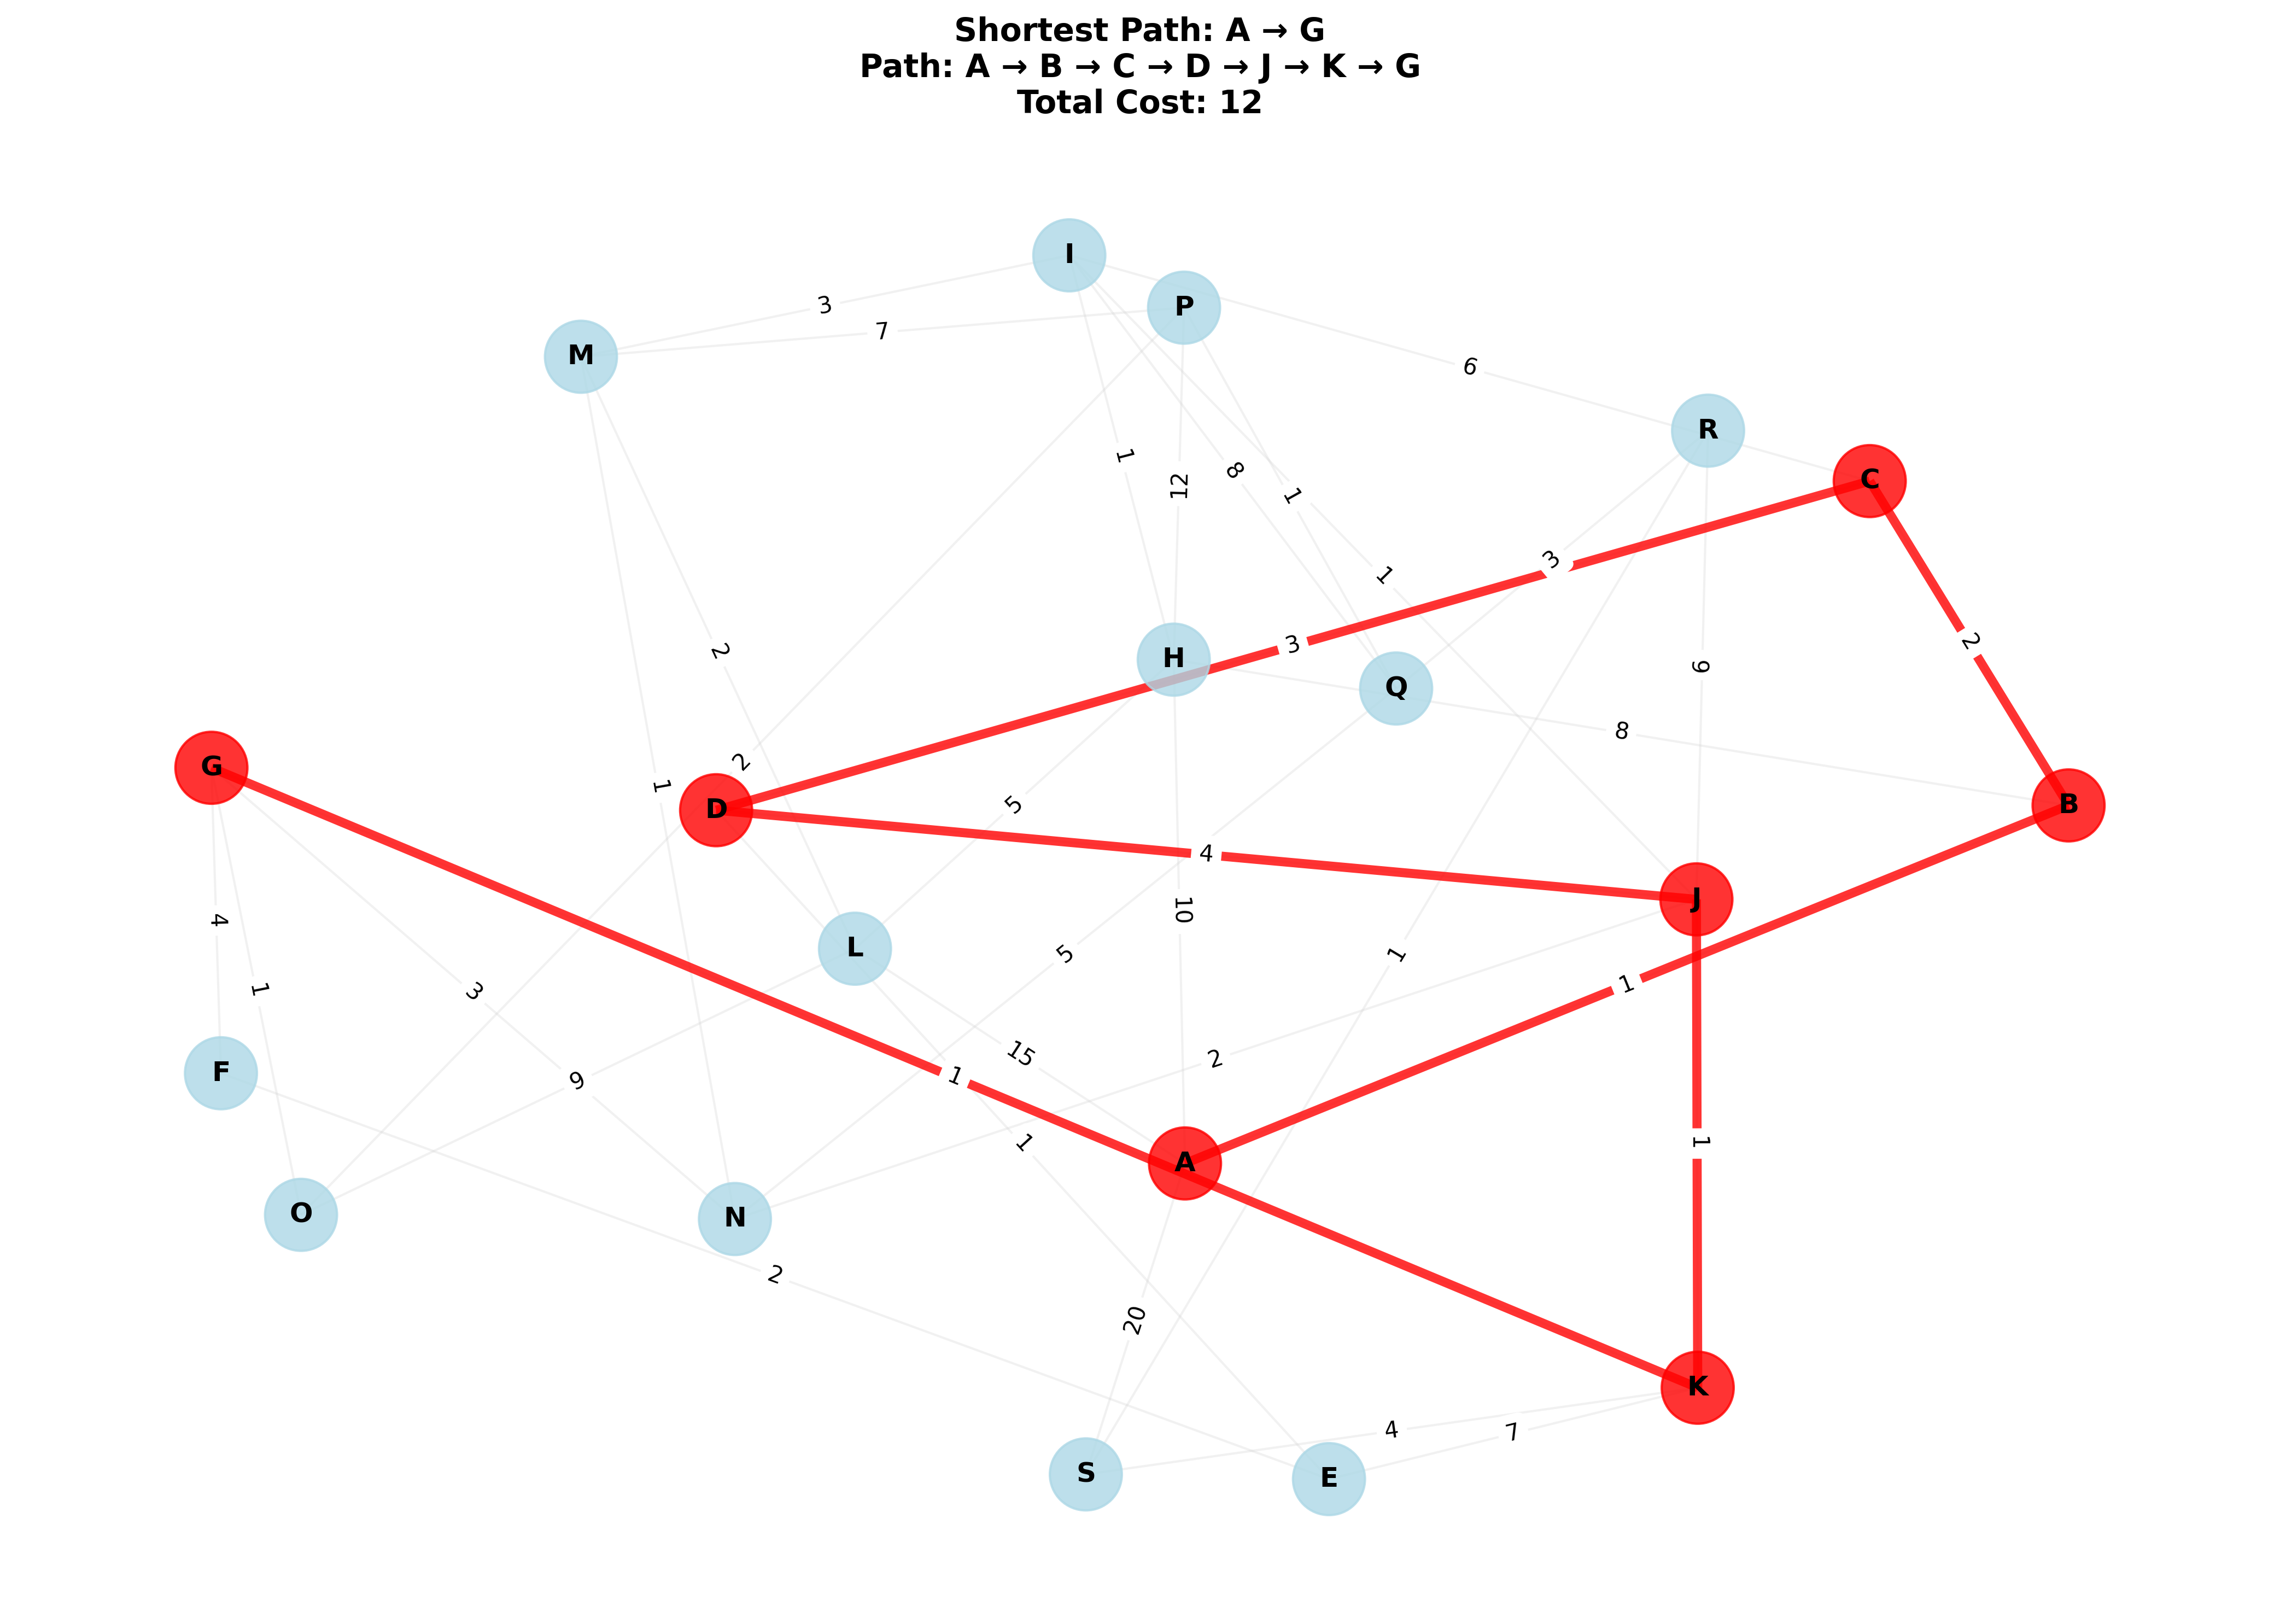 Shortest Path: A → G
Path: A → B → C → D → J → K → G
Total Cost: 12
I
P
3
7
M
6
R
1
8
12
1
C
3
1
2
3
2
H
9
Q
8
G
2
1
D
5
B
4
J
4
10
L
5
1
1
3
1
15
2
F
9
1
1
1
A
O
N
2
20
K
4
7
S
E